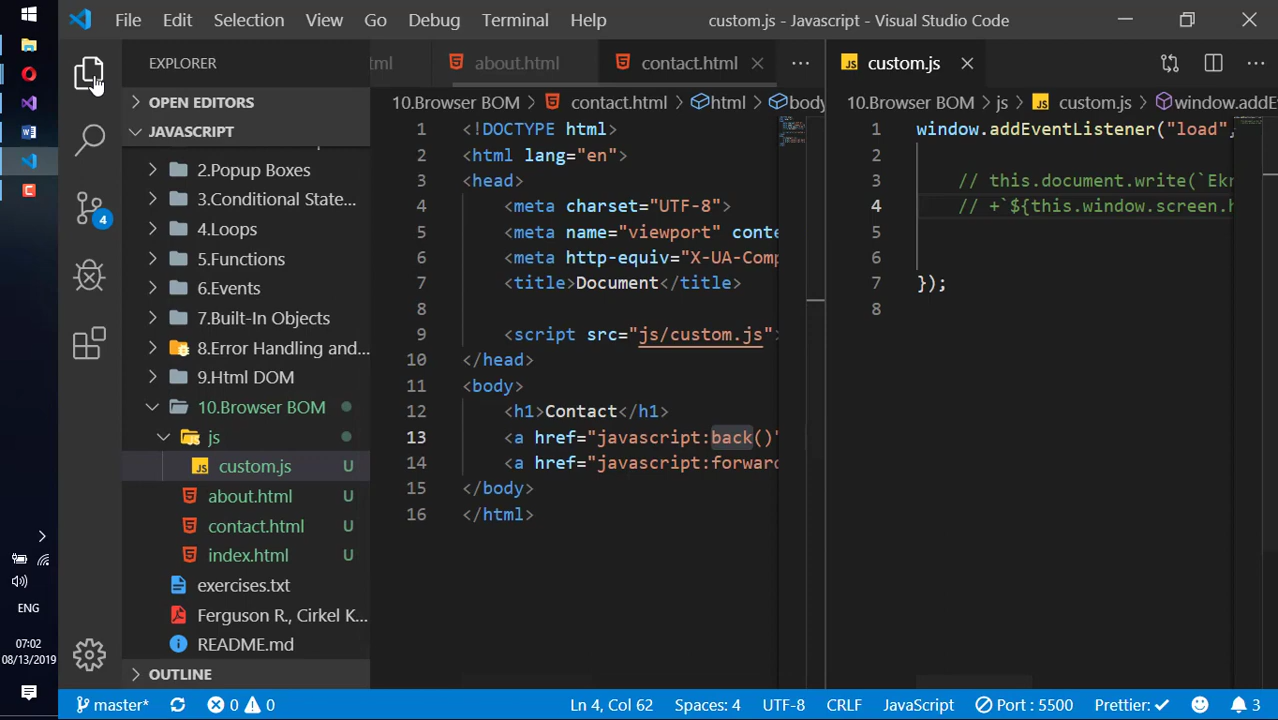 File Edit Selection View Go Debug Terminal Help custom.js - Javascript - Visual Studio Code
EXPLORER
OPEN EDITORS
JAVASCRIPT
2.Popup Boxes
3.Conditional State...
4.Loops
5.Functions
6.Events
7.Built-In Objects
8.Error Handling and...
9.Html DOM
10.Browser BOM
js
custom.js U
about.html U
contact.html U
index.html U
exercises.txt
Ferguson R., Cirkel K...
README.md
OUTLINE
4
tml about.html contact.html
10.Browser BOM contact.html html body
1 <!DOCTYPE html>
2 <html lang="en">
3 <head>
4 <meta charset="UTF-8">
5 <meta name="viewport" conte
6 <meta http-equiv="X-UA-Comp
7 <title>Document</title>
8
9 <script src="js/custom.js">
10 </head>
11 <body>
12 <h1>Contact</h1>
13 <a href="javascript:back()"
14 <a href="javascript:forward
15 </body>
16 </html>
custom.js
10.Browser BOM js custom.js window.addE
1 window.addEventListener("load",
2
3 // this.document.write(`Ekr
4 // +`${this.window.screen.h
5
6
7 });
8
ENG
07:02
08/13/2019
master* 0 0 Ln 4, Col 62 Spaces: 4 UTF-8 CRLF JavaScript Port : 5500 Prettier: 3